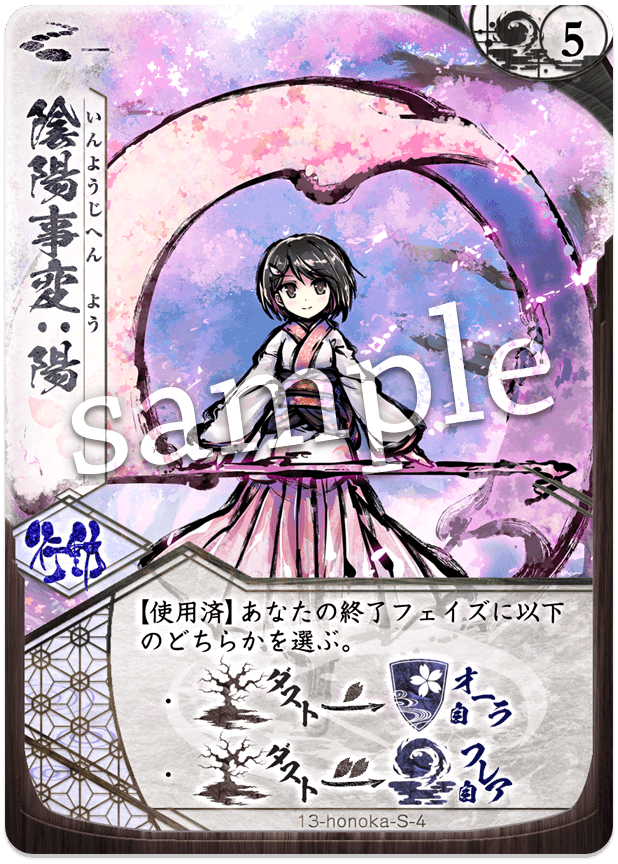 5
陰陽事変:陽
いんようじへん よう
sample
行付
【使用済】あなたの終了フェイズに以下
のどちらかを選ぶ。
・ダスト→オーラ 自
・ダスト→フレア 自
13-honoka-S-4